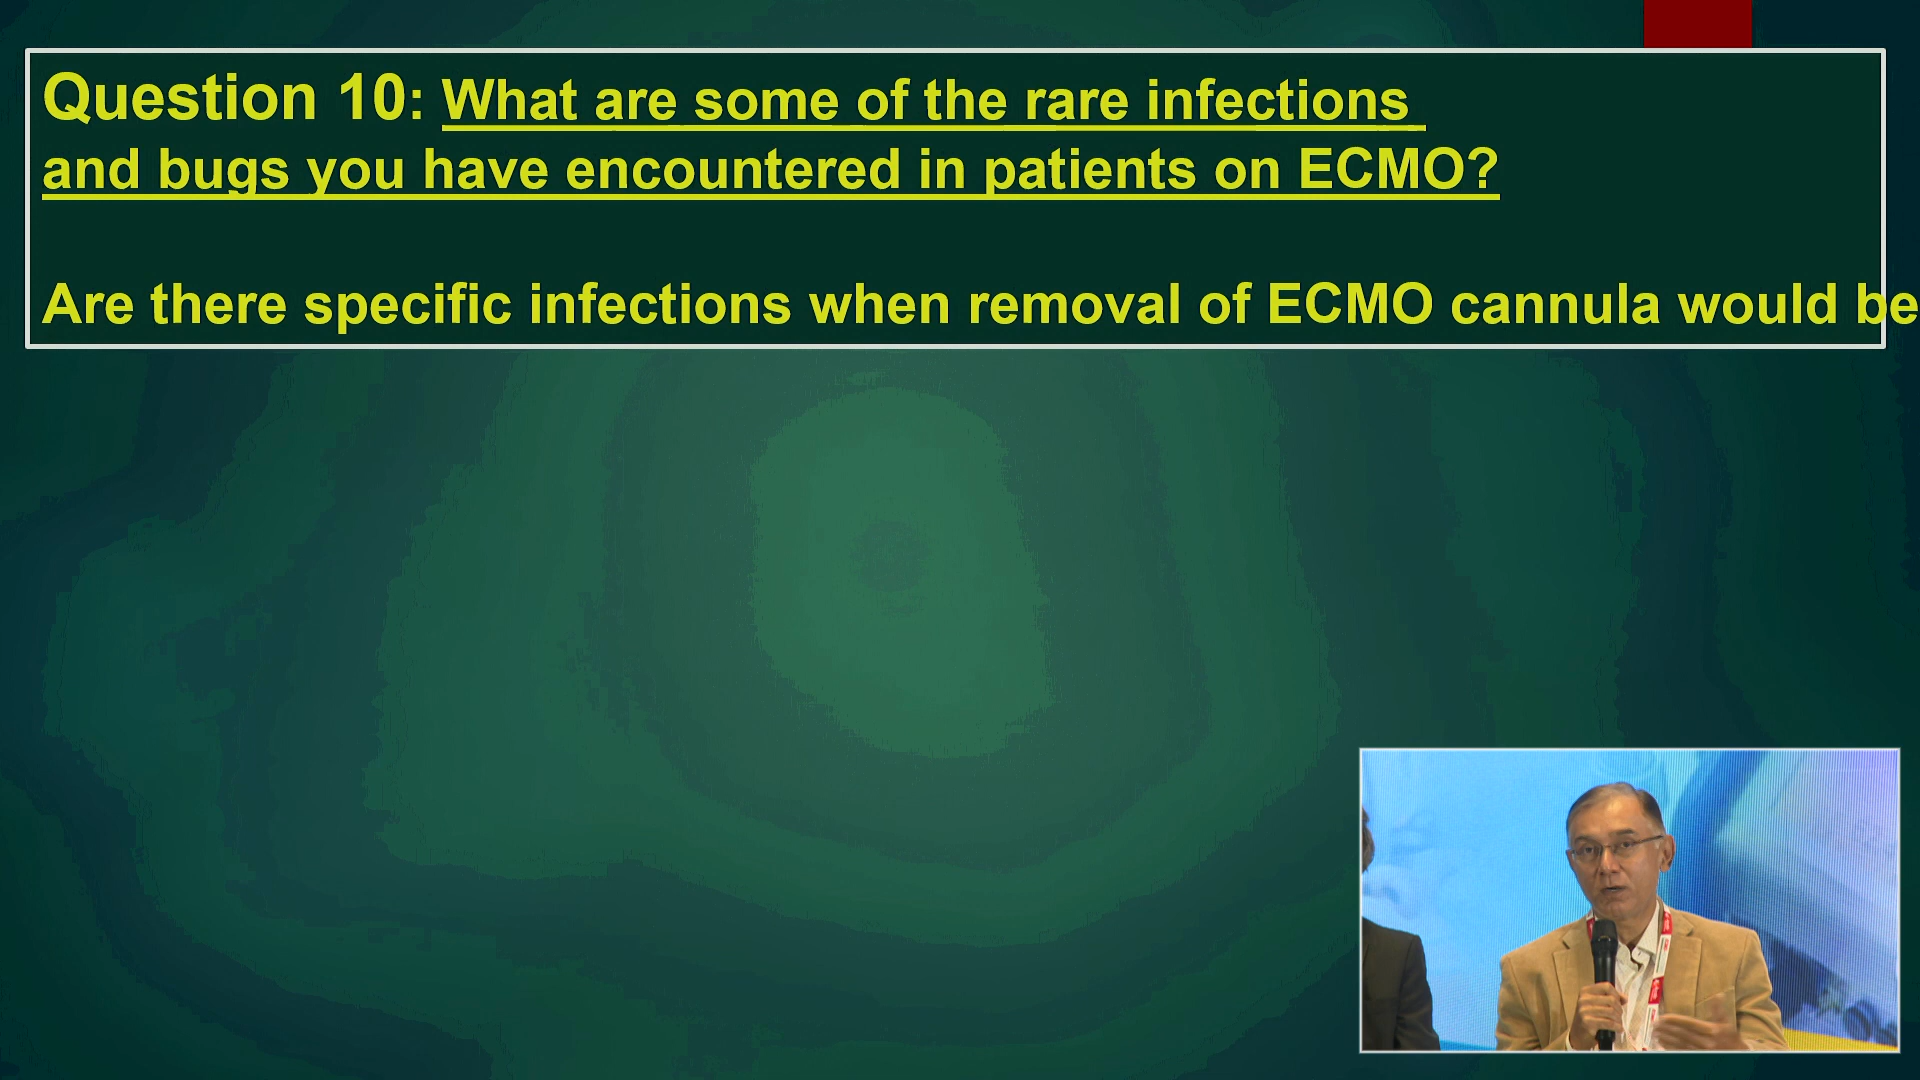 Question 10: What are some of the rare infections
and bugs you have encountered in patients on ECMO?
Are there specific infections when removal of ECMO cannula would be